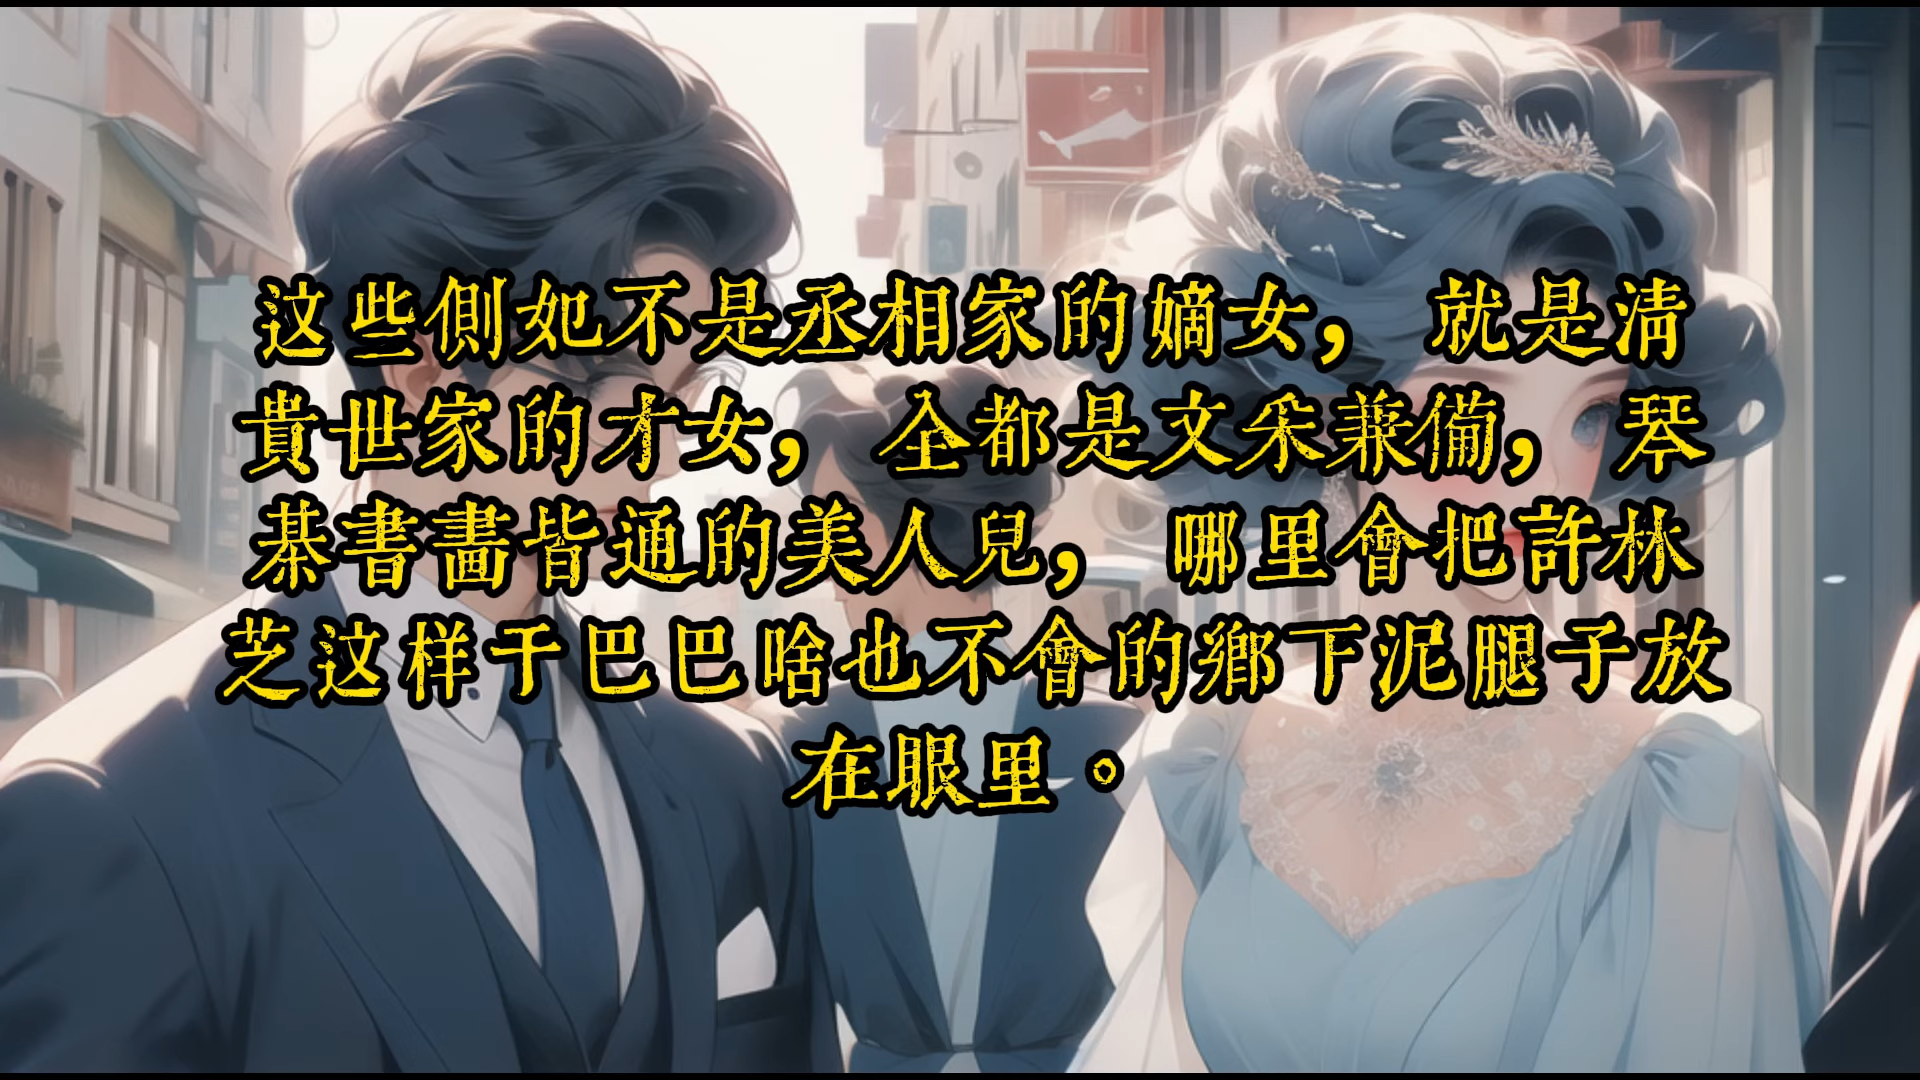 这些側妃不是丞相家的嫡女，就是清
貴世家的才女，全都是文采兼備，琴
棊書畵皆通的美人兒，哪里會把許林
芝这样干巴巴啥也不會的鄉下泥腿子放
在眼里。